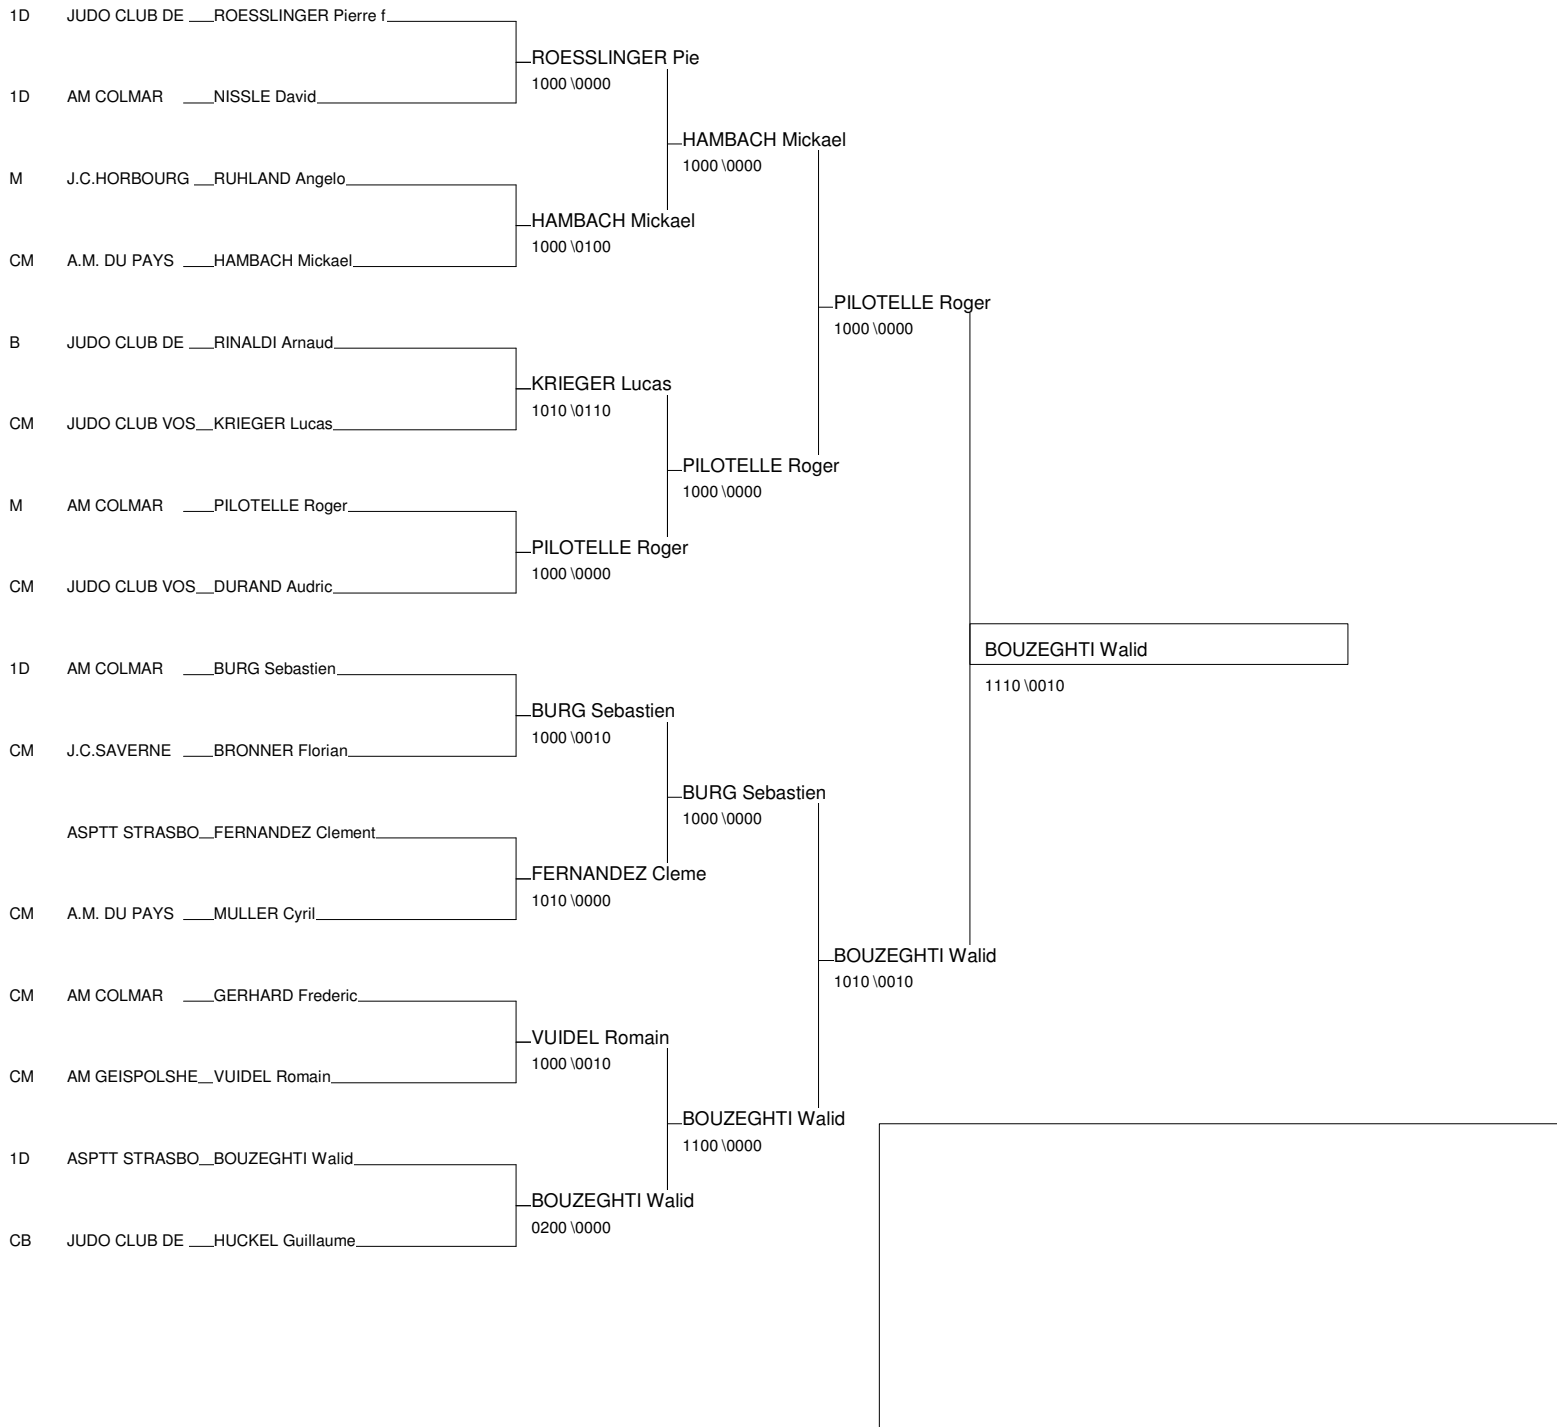 1D JUDO CLUB DE ROESSLINGER Pierre f
ROESSLINGER Pie
1000 \0000
1D AM COLMAR NISSLE David
HAMBACH Mickael
1000 \0000
M J.C.HORBOURG RUHLAND Angelo
HAMBACH Mickael
1000 \0100
CM A.M. DU PAYS HAMBACH Mickael
PILOTELLE Roger
1000 \0000
B JUDO CLUB DE RINALDI Arnaud
KRIEGER Lucas
1010 \0110
CM JUDO CLUB VOS KRIEGER Lucas
PILOTELLE Roger
1000 \0000
M AM COLMAR PILOTELLE Roger
PILOTELLE Roger
1000 \0000
CM JUDO CLUB VOS DURAND Audric
BOUZEGHTI Walid
1110 \0010
1D AM COLMAR BURG Sebastien
BURG Sebastien
1000 \0010
CM J.C.SAVERNE BRONNER Florian
BURG Sebastien
1000 \0000
ASPTT STRASBO FERNANDEZ Clement
FERNANDEZ Cleme
1010 \0000
CM A.M. DU PAYS MULLER Cyril
BOUZEGHTI Walid
1010 \0010
CM AM COLMAR GERHARD Frederic
VUIDEL Romain
1000 \0010
CM AM GEISPOLSHE VUIDEL Romain
BOUZEGHTI Walid
1100 \0000
1D ASPTT STRASBO BOUZEGHTI Walid
BOUZEGHTI Walid
0200 \0000
CB JUDO CLUB DE HUCKEL Guillaume